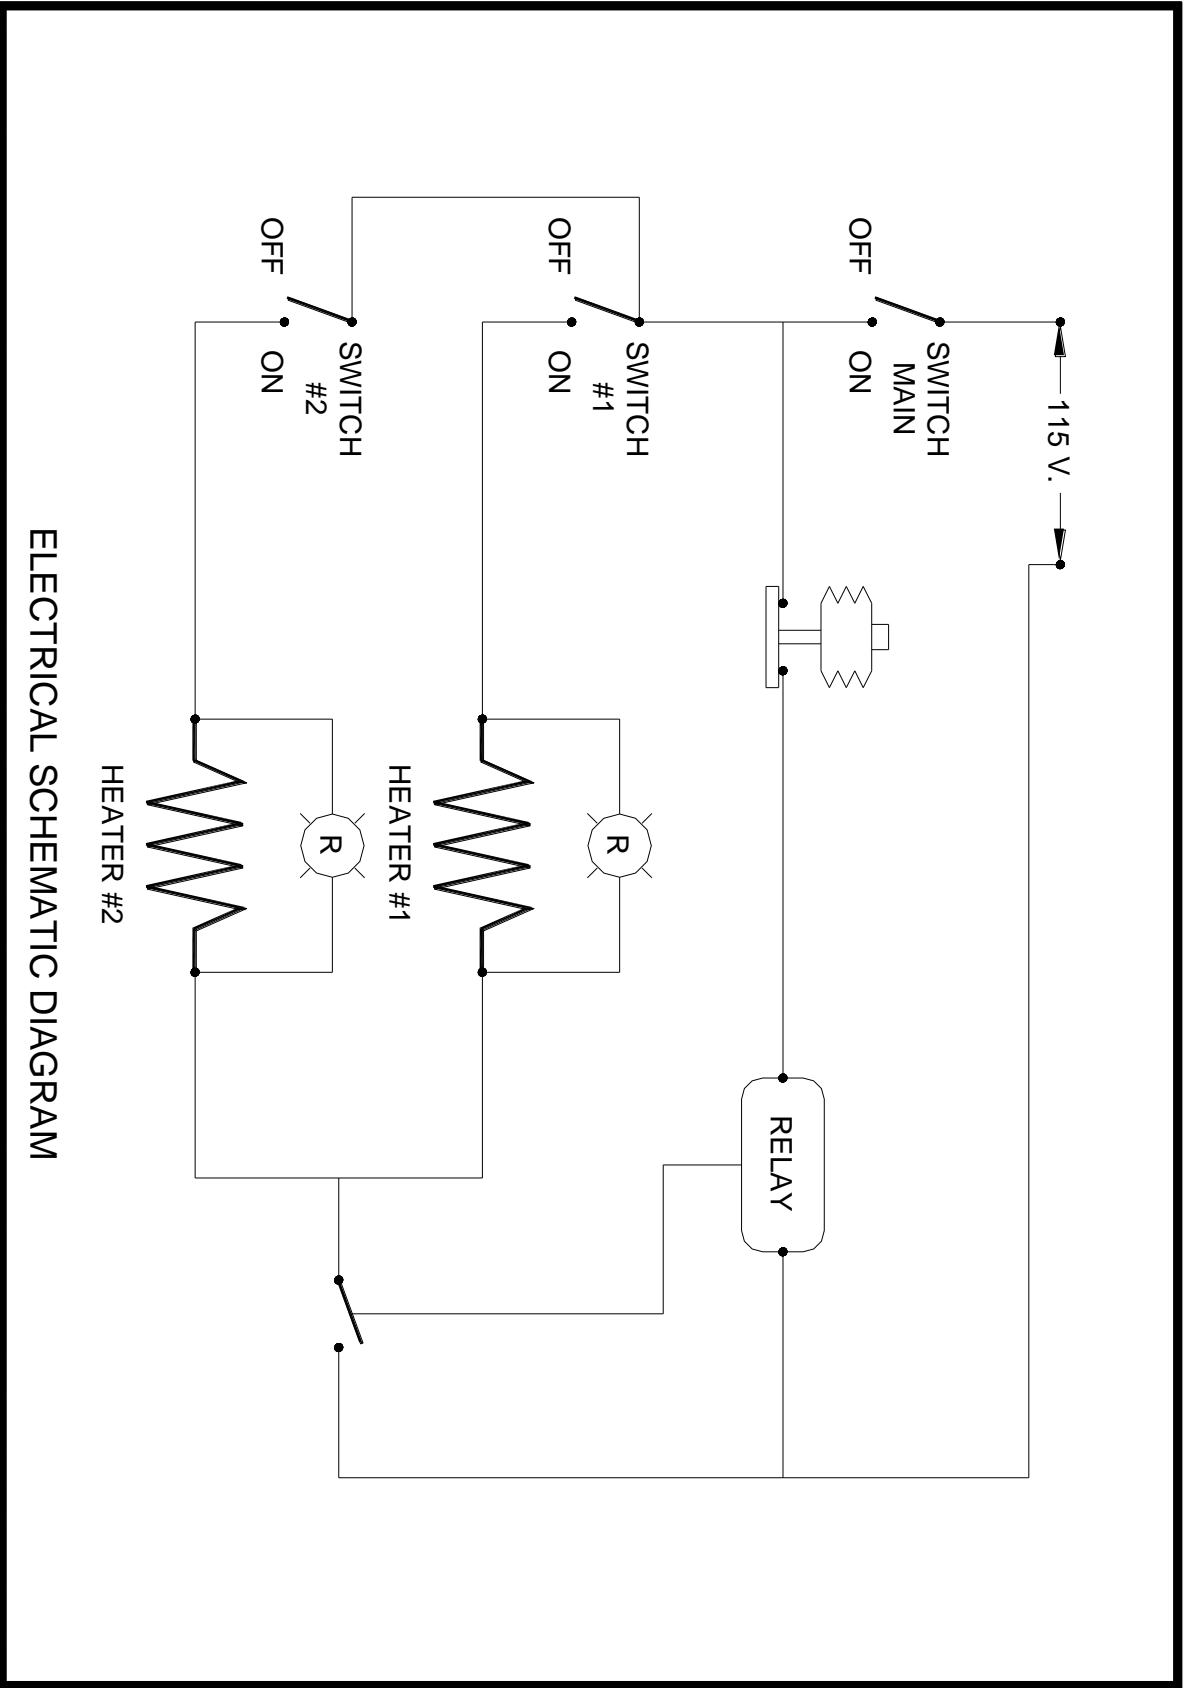 115 V.
SWITCH
MAIN
OFF
ON
RELAY
SWITCH
#1
OFF
ON
R
HEATER #1
SWITCH
#2
OFF
ON
R
HEATER #2
ELECTRICAL SCHEMATIC DIAGRAM